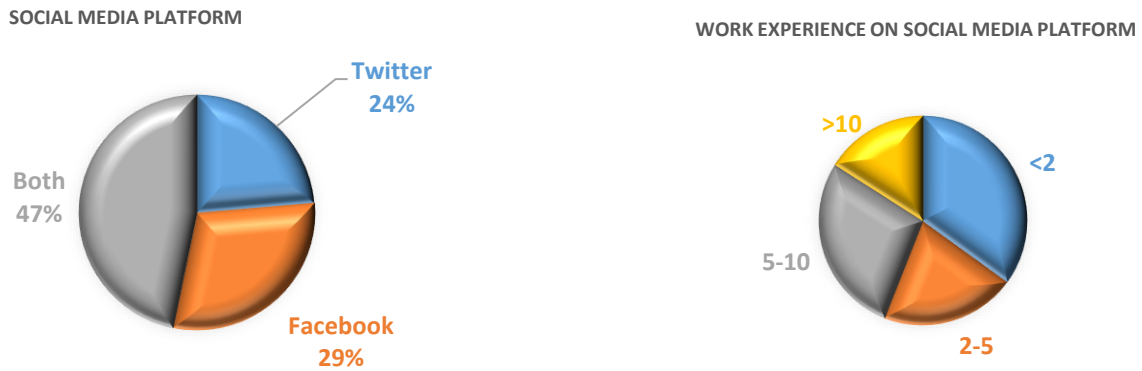 SOCIAL MEDIA PLATFORM
Twitter
24%
Both
47%
Facebook
29%
WORK EXPERIENCE ON SOCIAL MEDIA PLATFORM
>10
<2
5-10
2-5